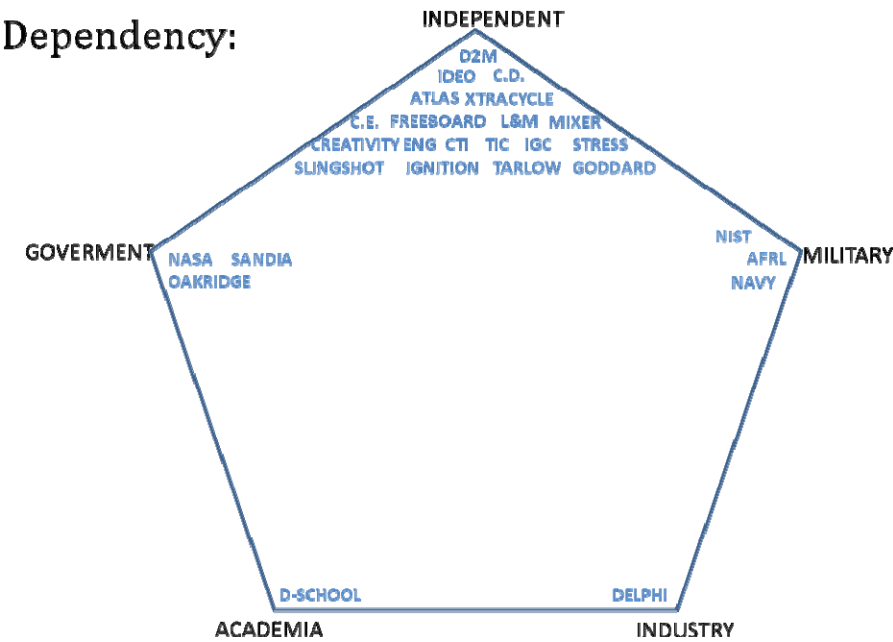 Dependency:
INDEPENDENT
D2M
IDEO C.D.
ATLAS XTRACYCLE
C.E. FREEBOARD L&M MIXER
CREATIVITY ENG CTI TIC IGC STRESS
SLINGSHOT IGNITION TARLOW GODDARD
GOVERMENT
NASA SANDIA
OAKRIDGE
NIST
AFRL
NAVY
MILITARY
D-SCHOOL
DELPHI
ACADEMIA
INDUSTRY